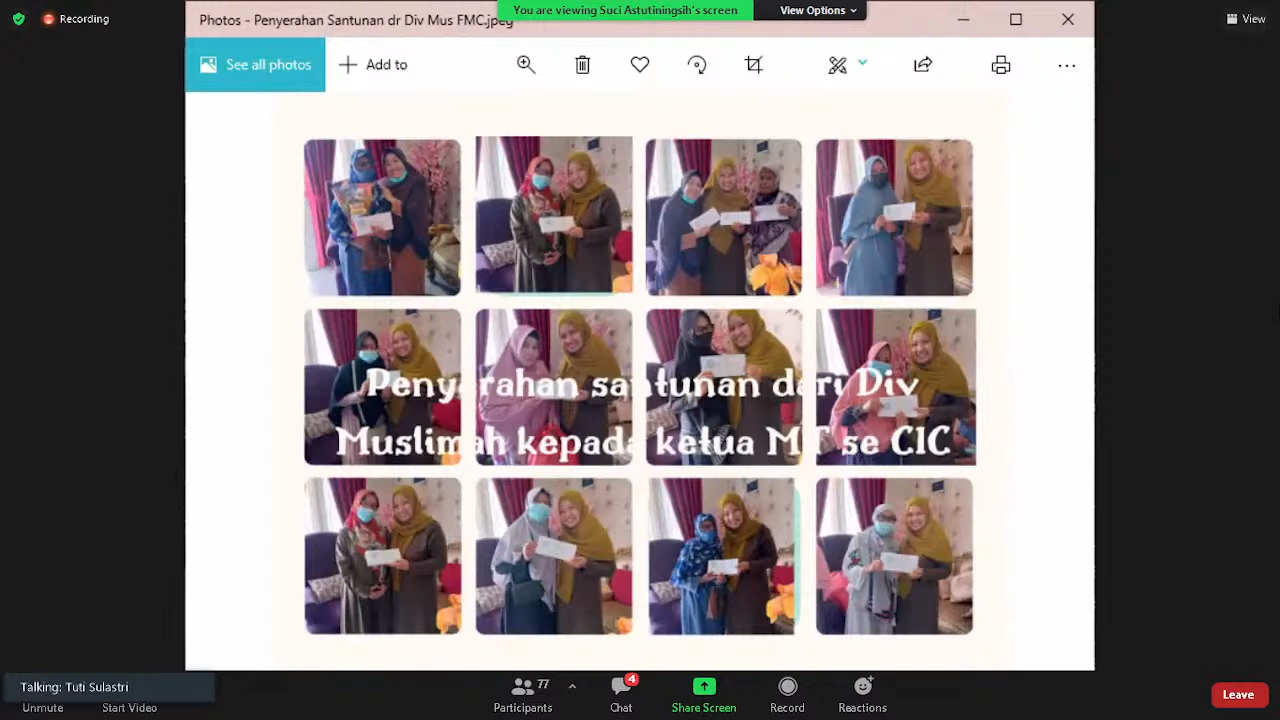 Photos - Penyerahan Santunan dr Div Mus FMC.jpeg
You are viewing Suci Astutiningsih's screen
View Options
Recording
View
See all photos
Add to
Penyerahan santunan dari Div
Muslimah kepada ketua MT se CIC
Talking: Tuti Sulastri
77
4
Unmute
Start Video
Participants
Chat
Share Screen
Record
Reactions
Leave